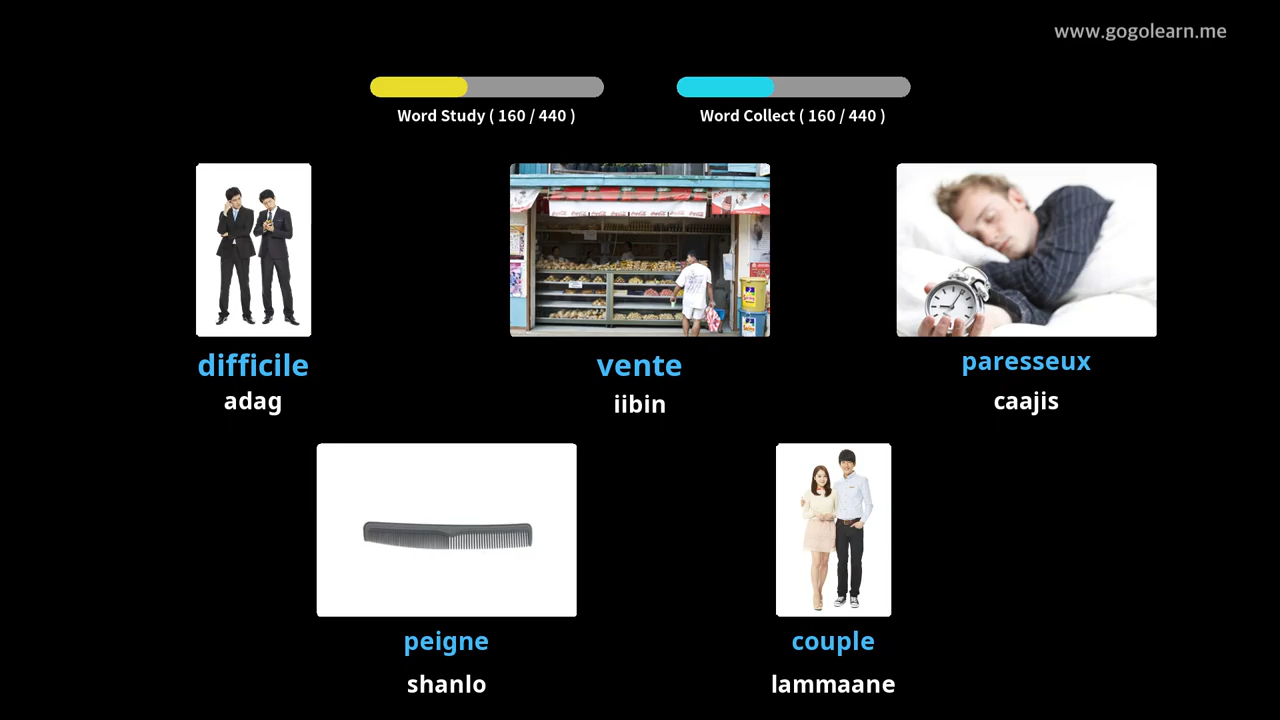 www.gogolearn.me
Word Study ( 160 / 440 )
Word Collect ( 160 / 440 )
difficile
adag
vente
iibin
paresseux
caajis
peigne
shanlo
couple
lammaane